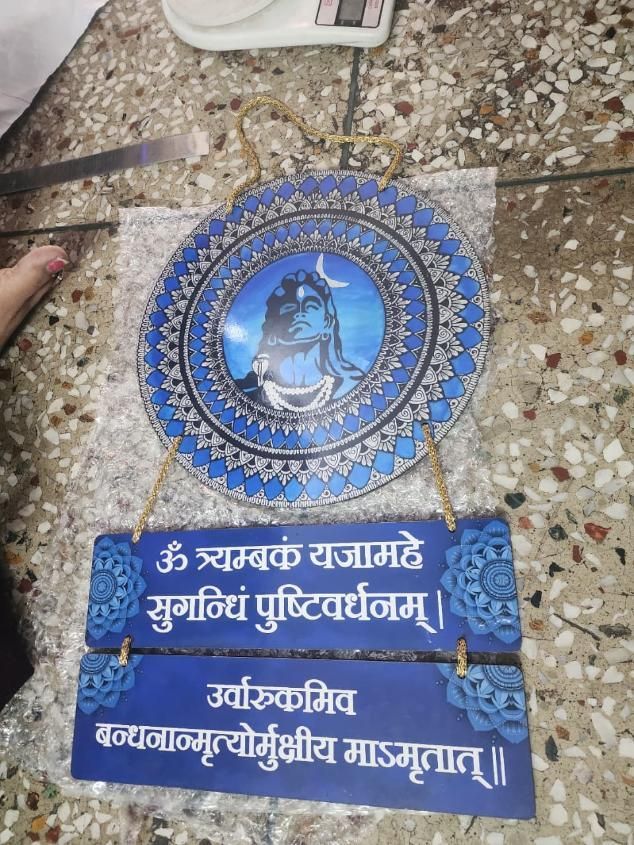 ॐ त्र्यम्बकं यजामहे
सुगन्धिं पुष्टिवर्धनम् |
उर्वारुकमिव
बन्धनान्मृत्योर्मुक्षीय माऽमृतात् ||